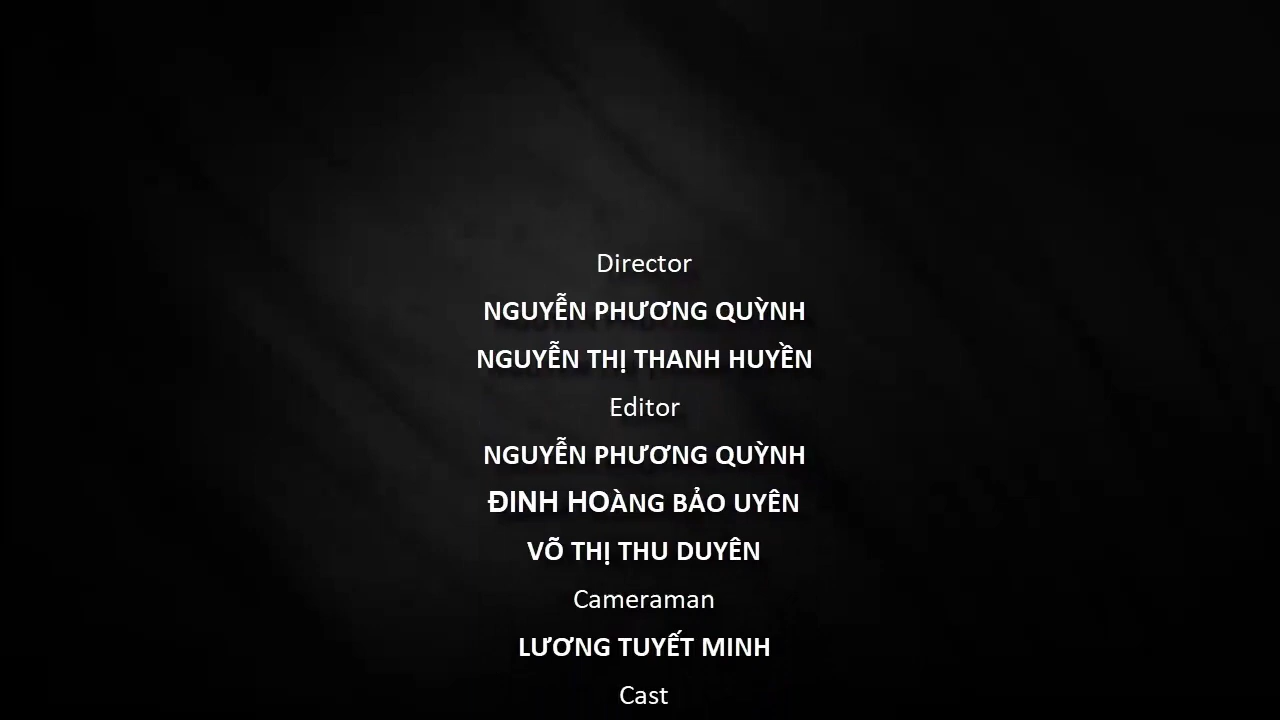 Director
NGUYỄN PHƯƠNG QUỲNH
NGUYỄN THỊ THANH HUYỀN
Editor
NGUYỄN PHƯƠNG QUỲNH
ĐINH HOÀNG BẢO UYÊN
VÕ THỊ THU DUYÊN
Cameraman
LƯƠNG TUYẾT MINH
Cast